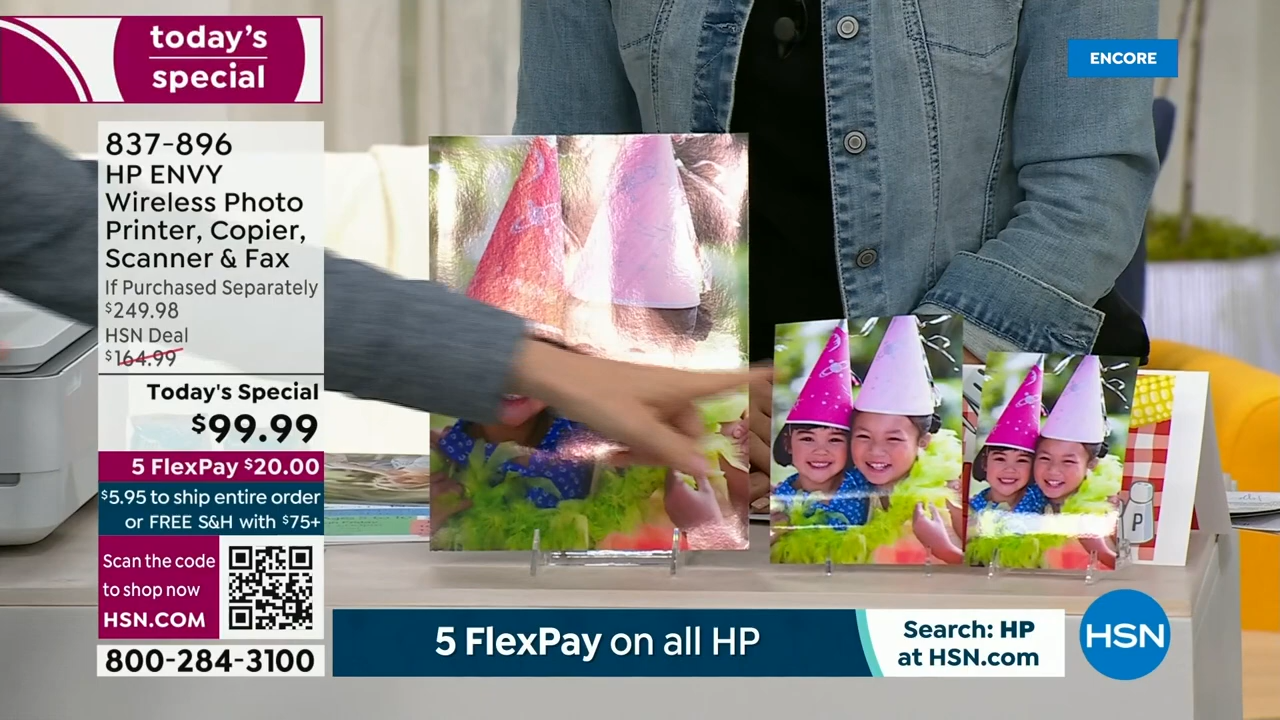 today's
special
ENCORE
837-896
HP ENVY
Wireless Photo
Printer, Copier,
Scanner & Fax
If Purchased Separately
$249.98
HSN Deal
$164.99
Today's Special
$99.99
5 FlexPay $20.00
$5.95 to ship entire order
or FREE S&H with $75+
Scan the code
to shop now
HSN.COM
800-284-3100
5 FlexPay on all HP
Search: HP
at HSN.com
HSN
P